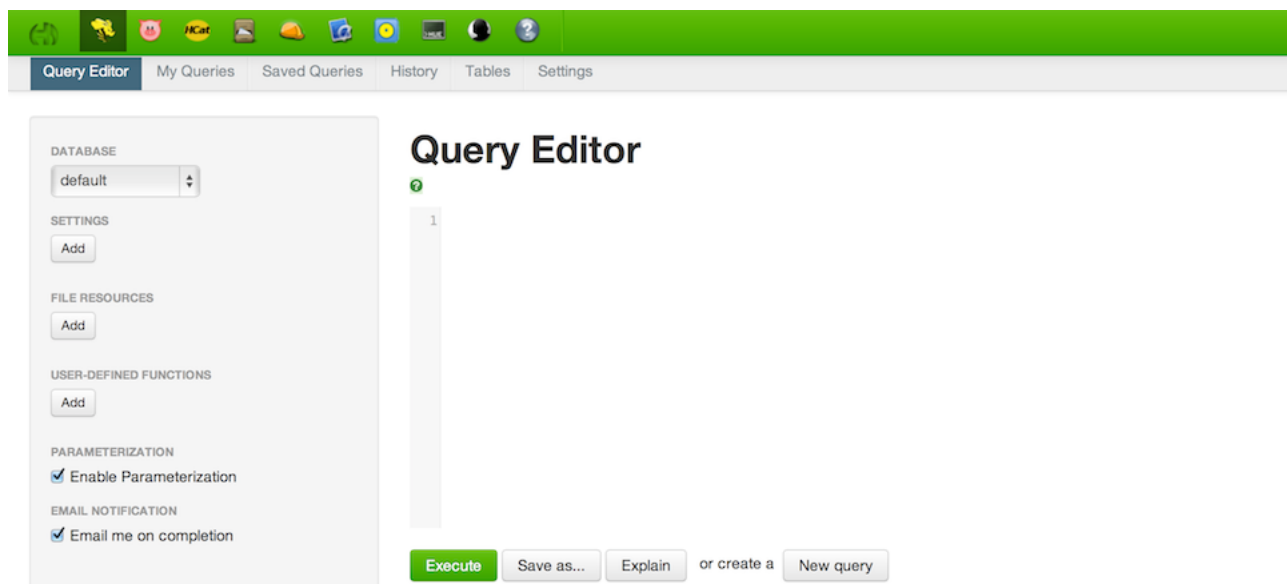 HCat
Query Editor My Queries Saved Queries History Tables Settings
DATABASE
default
SETTINGS
Add
FILE RESOURCES
Add
USER-DEFINED FUNCTIONS
Add
PARAMETERIZATION
Enable Parameterization
EMAIL NOTIFICATION
Email me on completion
Query Editor
?
1
Execute Save as... Explain or create a New query